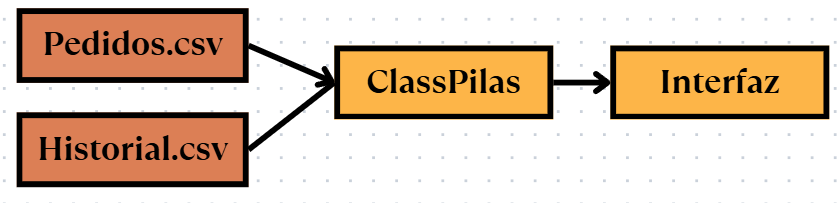 Pedidos.csv
Historial.csv
ClassPilas
Interfaz